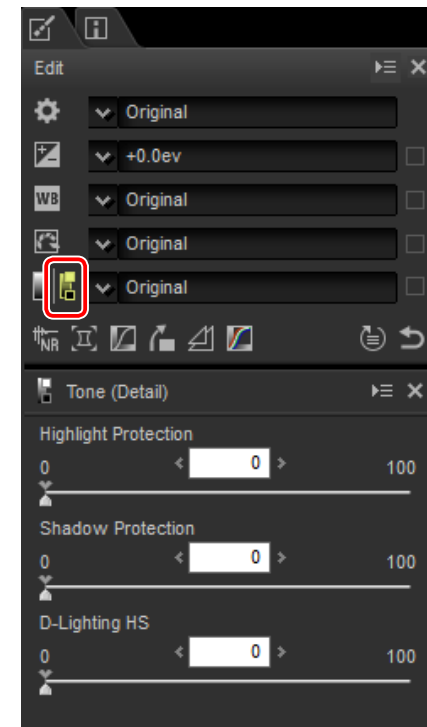 Edit
Original
+0.0ev
WB Original
Original
Original
NR
Tone (Detail)
Highlight Protection
0 0 100
Shadow Protection
0 0 100
D-Lighting HS
0 0 100